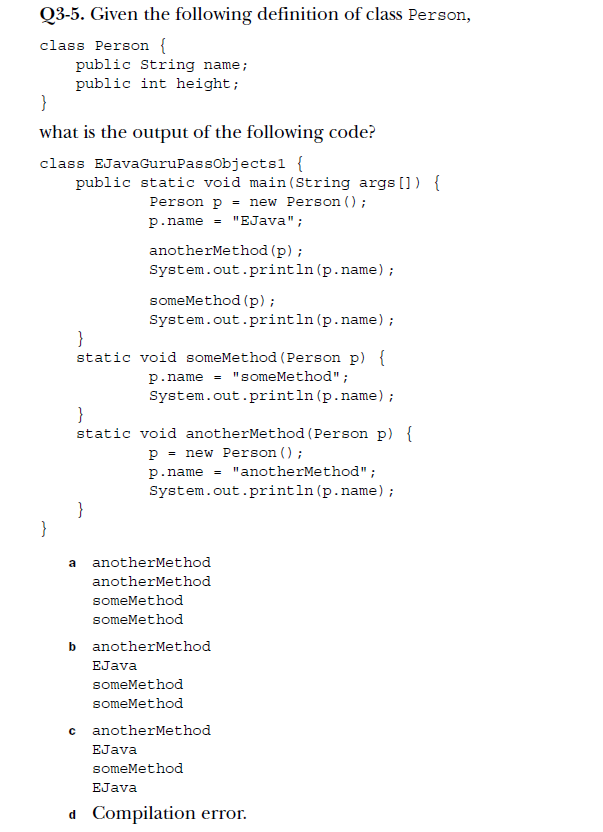 Q3-5. Given the following definition of class Person,
class Person {
    public String name;
    public int height;
}
what is the output of the following code?
class EJavaGuruPassObjects1 {
    public static void main(String args[]) {
        Person p = new Person();
        p.name = "EJava";
        anotherMethod(p);
        System.out.println(p.name);
        someMethod(p);
        System.out.println(p.name);
    }
    static void someMethod(Person p) {
        p.name = "someMethod";
        System.out.println(p.name);
    }
    static void anotherMethod(Person p) {
        p = new Person();
        p.name = "anotherMethod";
        System.out.println(p.name);
    }
}
a anotherMethod
anotherMethod
someMethod
someMethod
b anotherMethod
EJava
someMethod
someMethod
c anotherMethod
EJava
someMethod
EJava
d Compilation error.